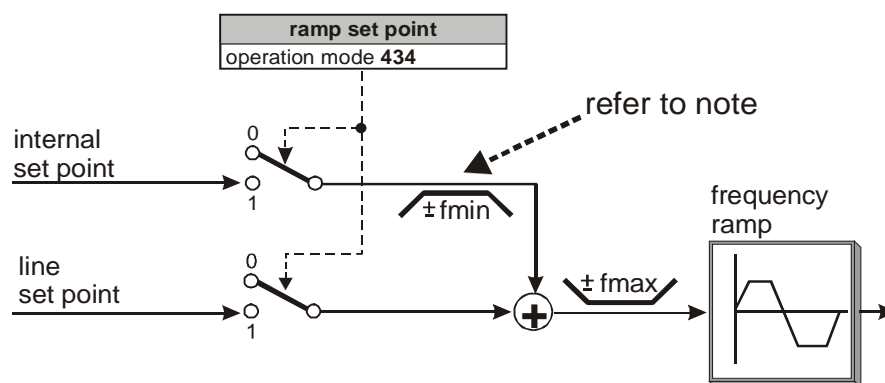 ramp set point
operation mode 434
refer to note
internal
set point
0
1
± fmin
frequency
ramp
line
set point
0
1
± fmax
+